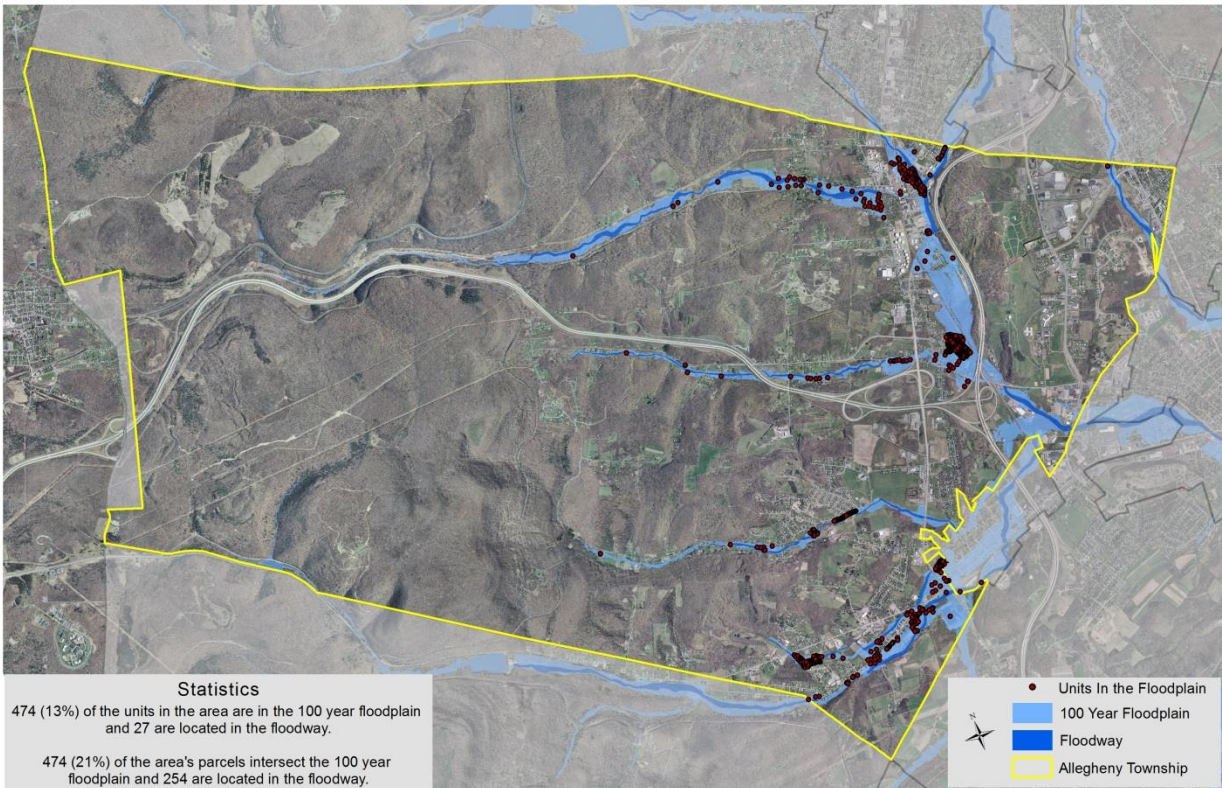 Statistics
474 (13%) of the units in the area are in the 100 year floodplain
and 27 are located in the floodway.
474 (21%) of the area's parcels intersect the 100 year
floodplain and 254 are located in the floodway.
Units In the Floodplain
100 Year Floodplain
Floodway
Allegheny Township
N